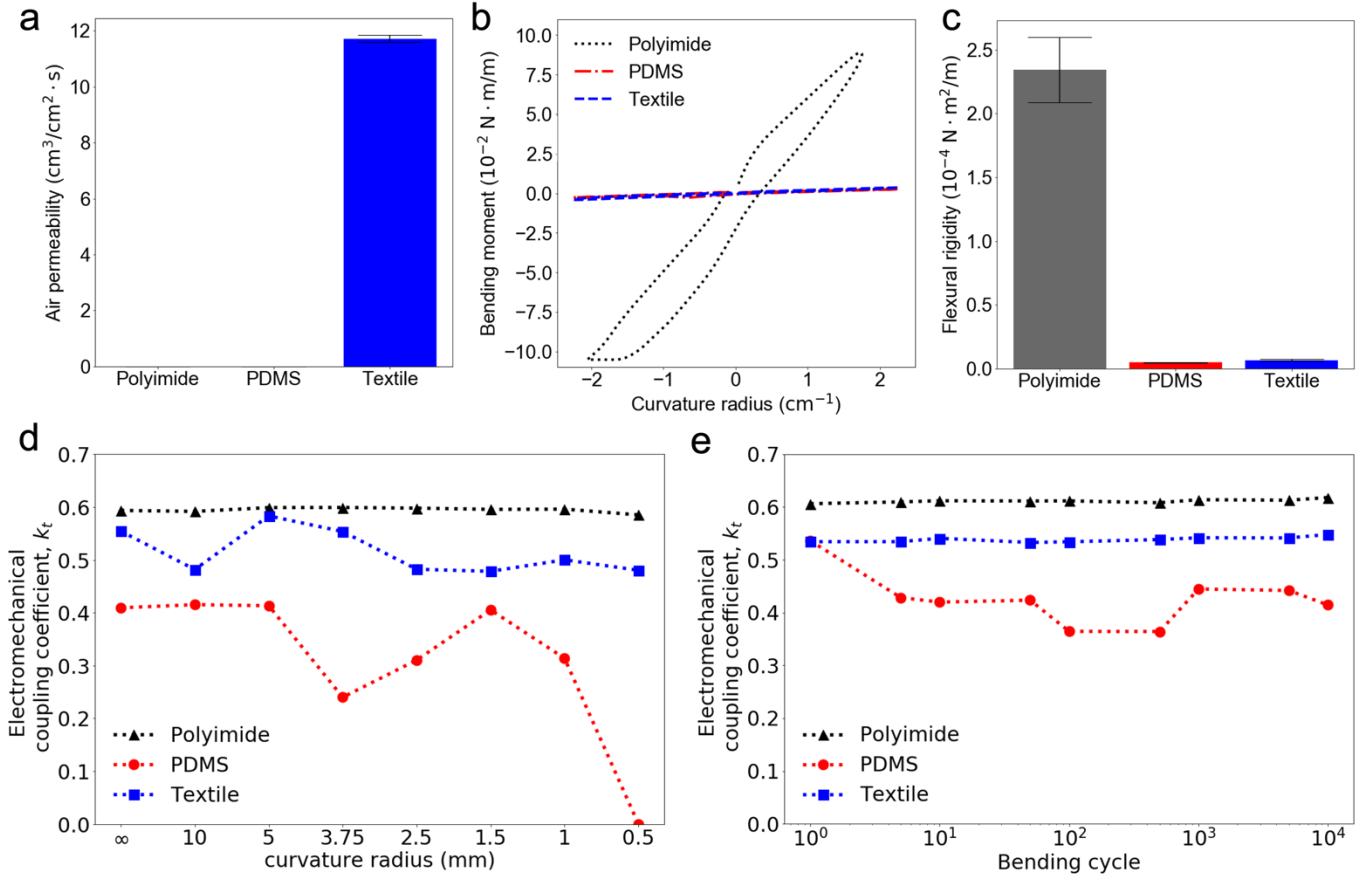 a
Air permeability (cm³/cm² · s)
12
10
8
6
4
2
0
Polyimide PDMS Textile
b
Bending moment (10⁻² N · m/m)
10.0
7.5
5.0
2.5
0.0
−2.5
−5.0
−7.5
−10.0
Polyimide
PDMS
Textile
−2 −1 0 1 2
Curvature radius (cm⁻¹)
c
Flexural rigidity (10⁻⁴ N · m²/m)
2.5
2.0
1.5
1.0
0.5
0.0
Polyimide PDMS Textile
d
Electromechanical
coupling coefficient, kₜ
0.7
0.6
0.5
0.4
0.3
0.2
0.1
0.0
Polyimide
PDMS
Textile
∞ 10 5 3.75 2.5 1.5 1 0.5
curvature radius (mm)
e
Electromechanical
coupling coefficient, kₜ
0.7
0.6
0.5
0.4
0.3
0.2
0.1
0.0
Polyimide
PDMS
Textile
10⁰ 10¹ 10² 10³ 10⁴
Bending cycle